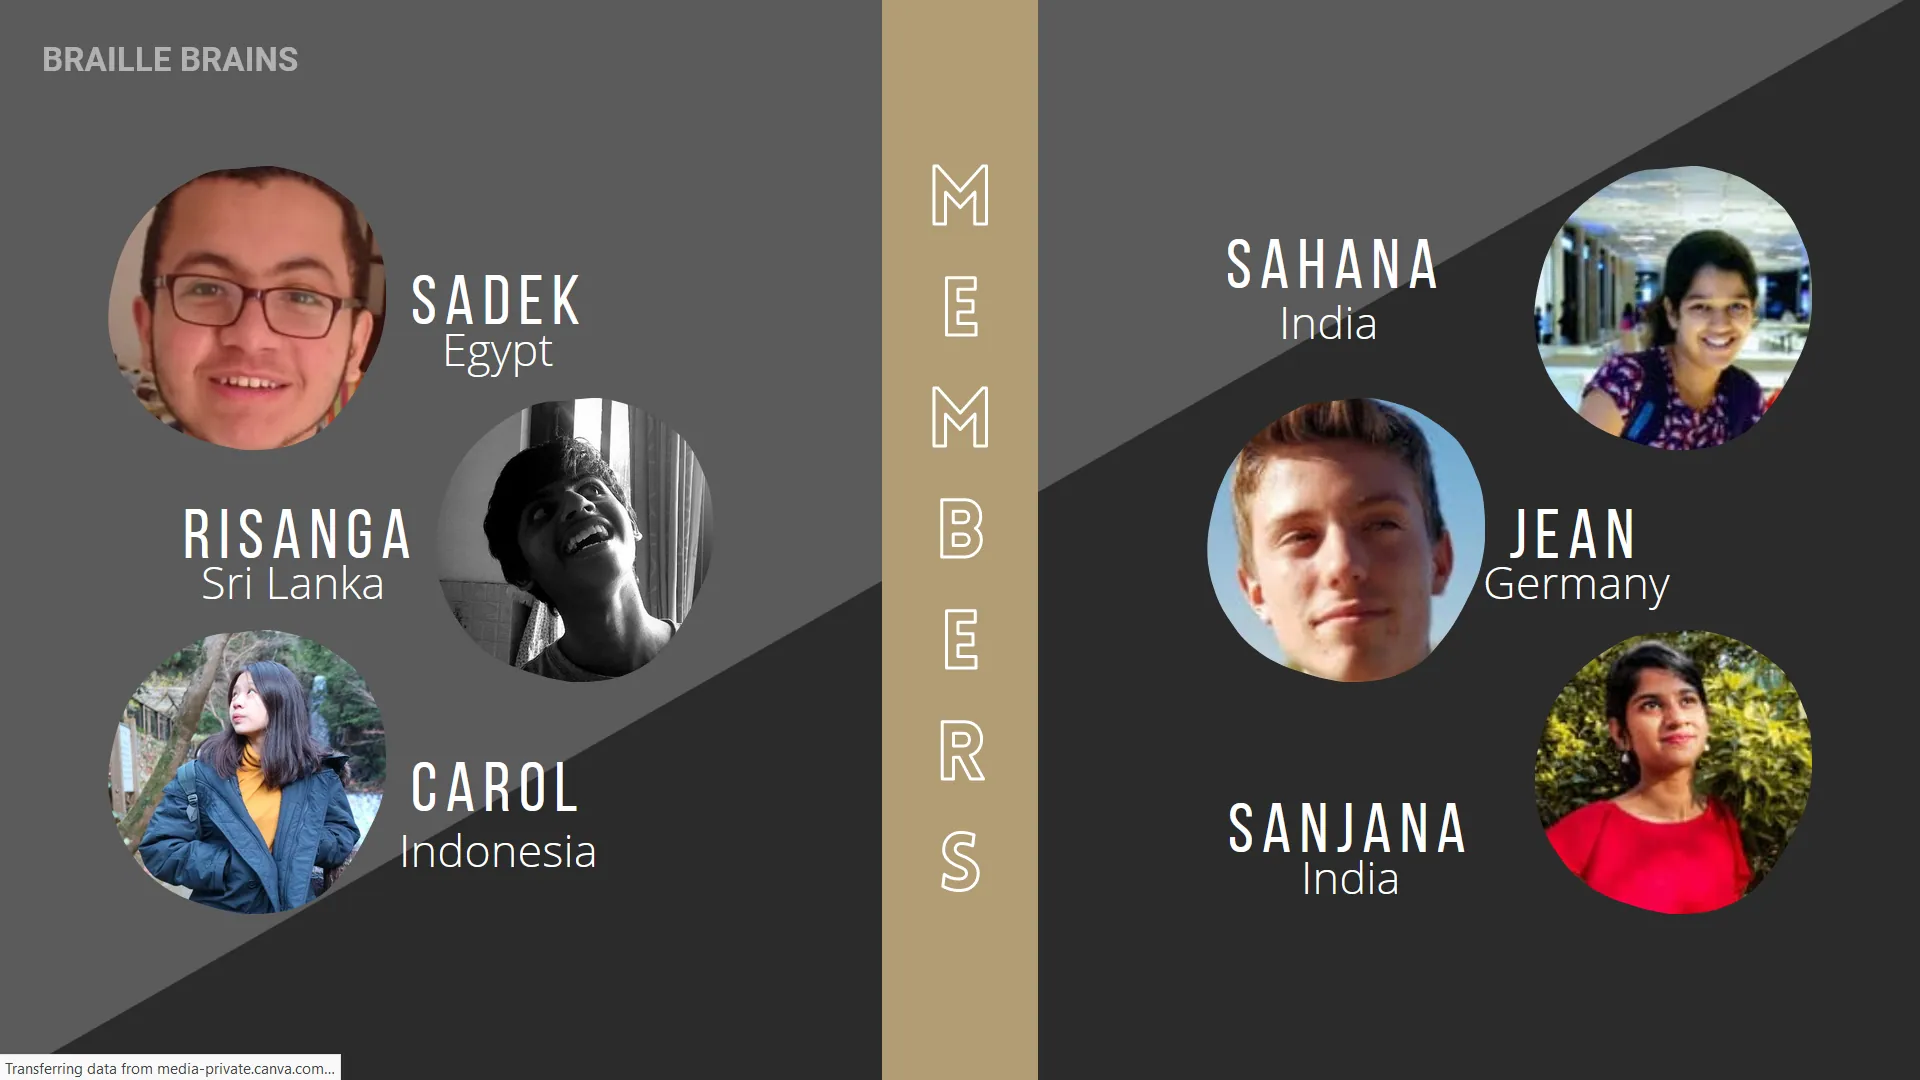 BRAILLE BRAINS
SADEK
Egypt
RISANGA
Sri Lanka
CAROL
Indonesia
MEMBERS
SAHANA
India
JEAN
Germany
SANJANA
India
Transferring data from media-private.canva.com...